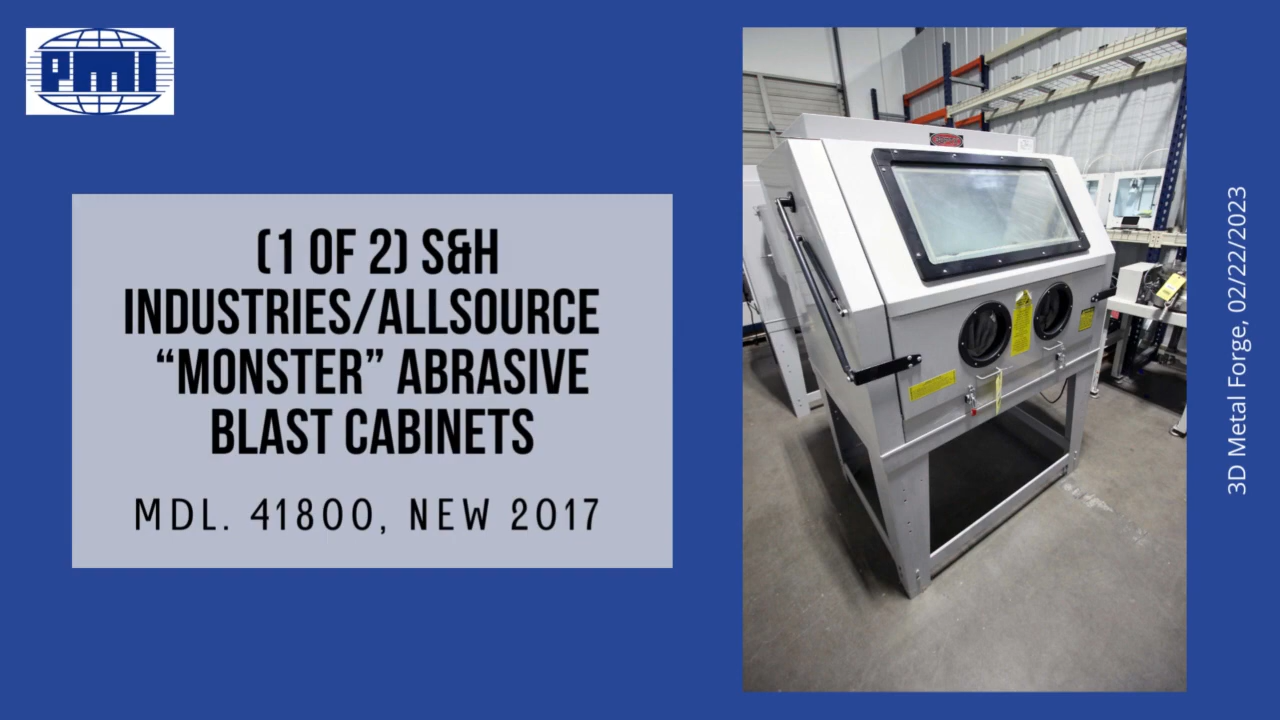 PMI
(1 OF 2) S&H
INDUSTRIES/ALLSOURCE
“MONSTER” ABRASIVE
BLAST CABINETS
MDL. 41800, NEW 2017
3D Metal Forge, 02/22/2023